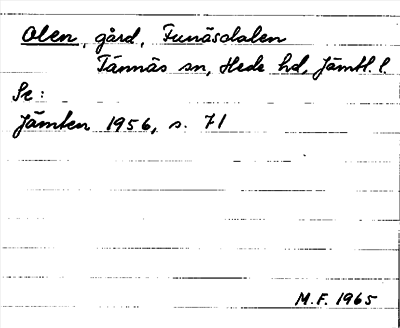 Olen, gård, Funäsdalen
Tännäs sn, Hede hd, Jämtl. l.
Se:
Jämten 1956, s. 71
M.F. 1965